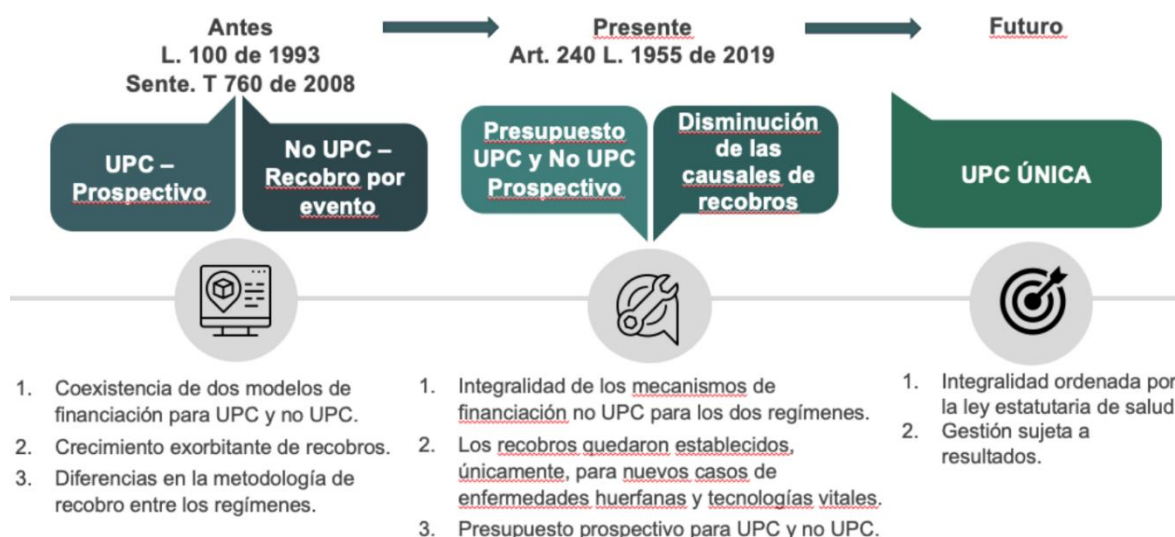 Antes
L. 100 de 1993
Sente. T 760 de 2008
Presente
Art. 240 L. 1955 de 2019
Futuro
UPC –
Prospectivo
No UPC –
Recobro por
evento
Presupuesto
UPC y No UPC
Prospectivo
Disminución
de las
causales de
recobros
UPC ÚNICA
1. Coexistencia de dos modelos de
financiación para UPC y no UPC.
2. Crecimiento exorbitante de recobros.
3. Diferencias en la metodología de
recobro entre los regímenes.
1. Integralidad de los mecanismos de
financiación no UPC para los dos regímenes.
2. Los recobros quedaron establecidos,
únicamente, para nuevos casos de
enfermedades huerfanas y tecnologías vitales.
3. Presupuesto prospectivo para UPC y no UPC.
1. Integralidad ordenada por
la ley estatutaria de salud
2. Gestión sujeta a
resultados.